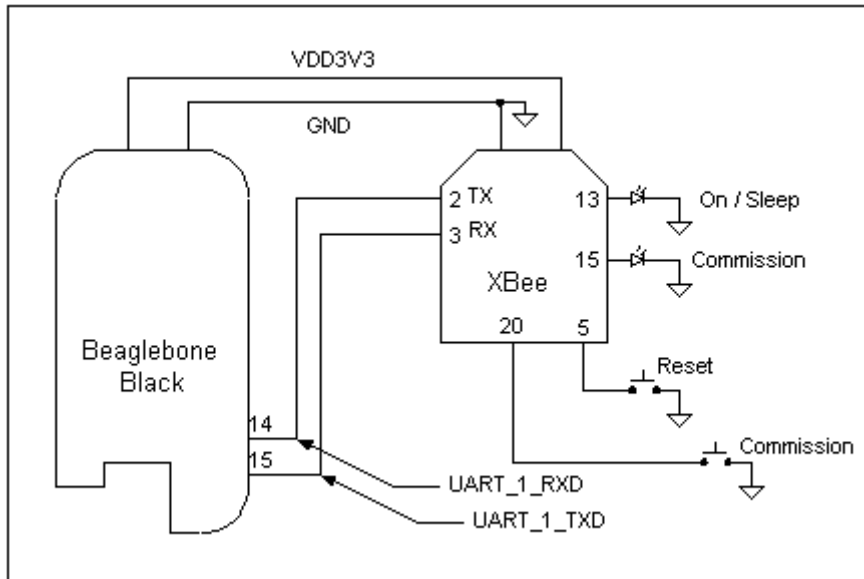 VDD3V3
GND
2 TX
3 RX
13
On / Sleep
15
Commission
XBee
20
5
Reset
Commission
Beaglebone
Black
14
15
UART_1_RXD
UART_1_TXD